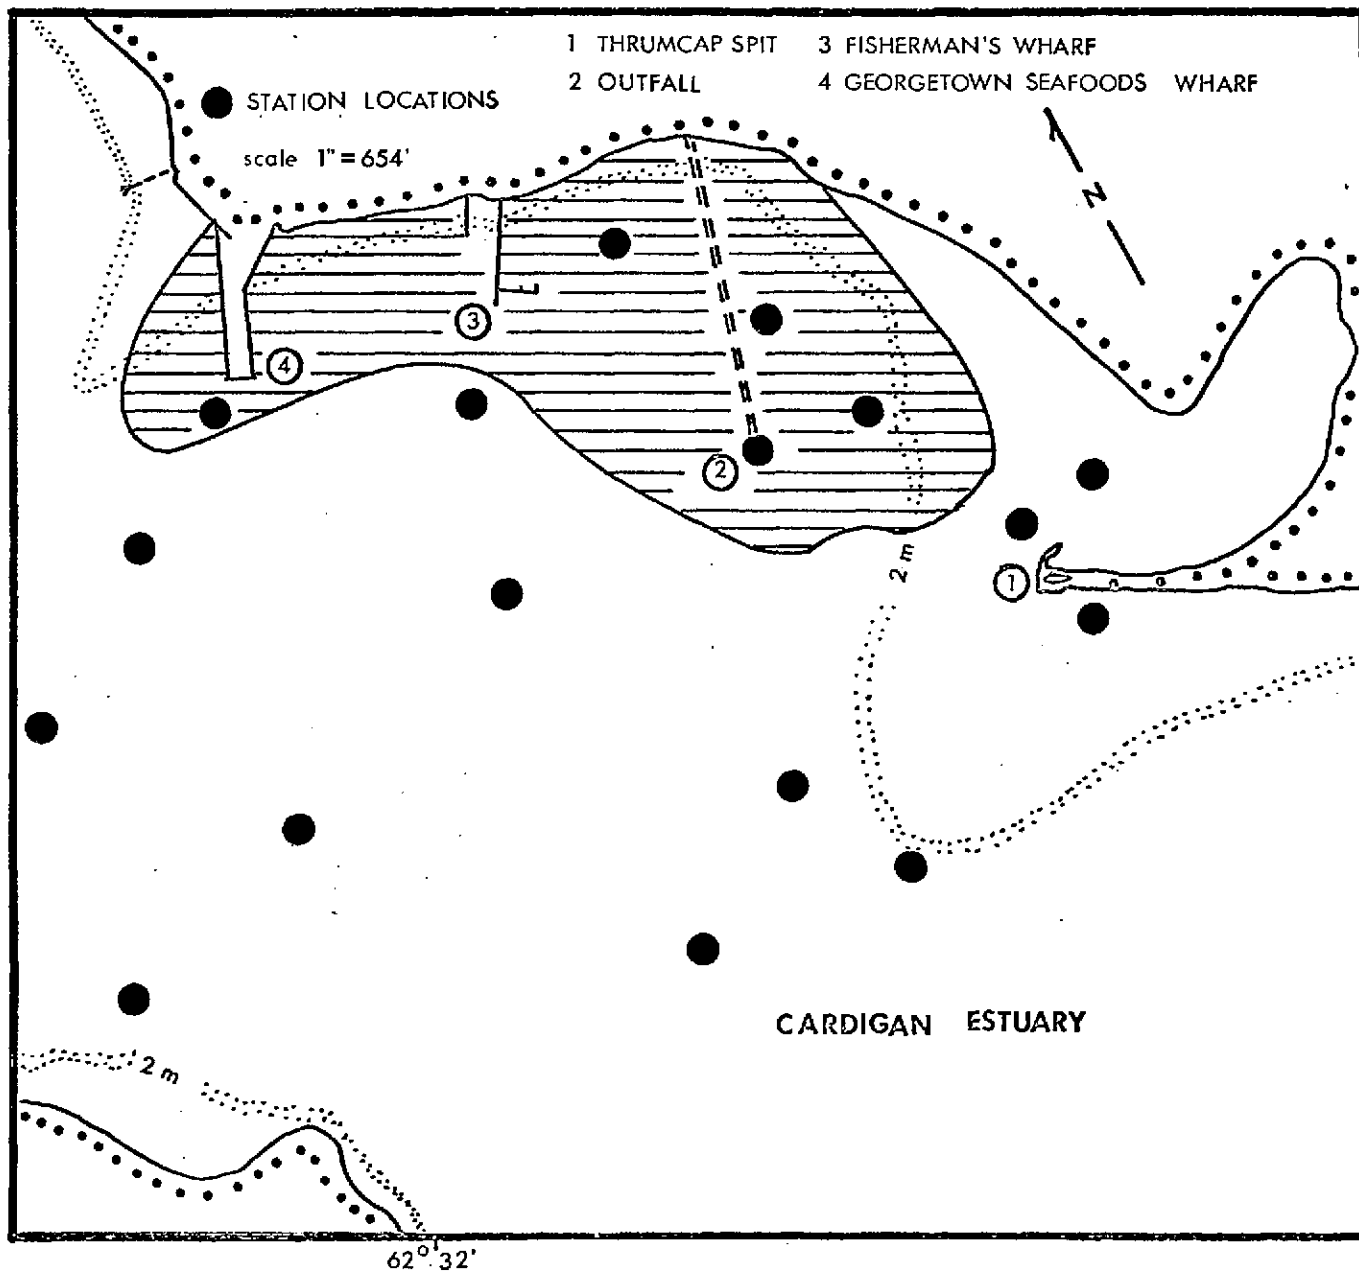 1 THRUMCAP SPIT 3 FISHERMAN'S WHARF
2 OUTFALL 4 GEORGETOWN SEAFOODS WHARF
STATION LOCATIONS
scale 1" = 654'
N
3
4
2
1
2 m
CARDIGAN ESTUARY
2 m
62° 32'